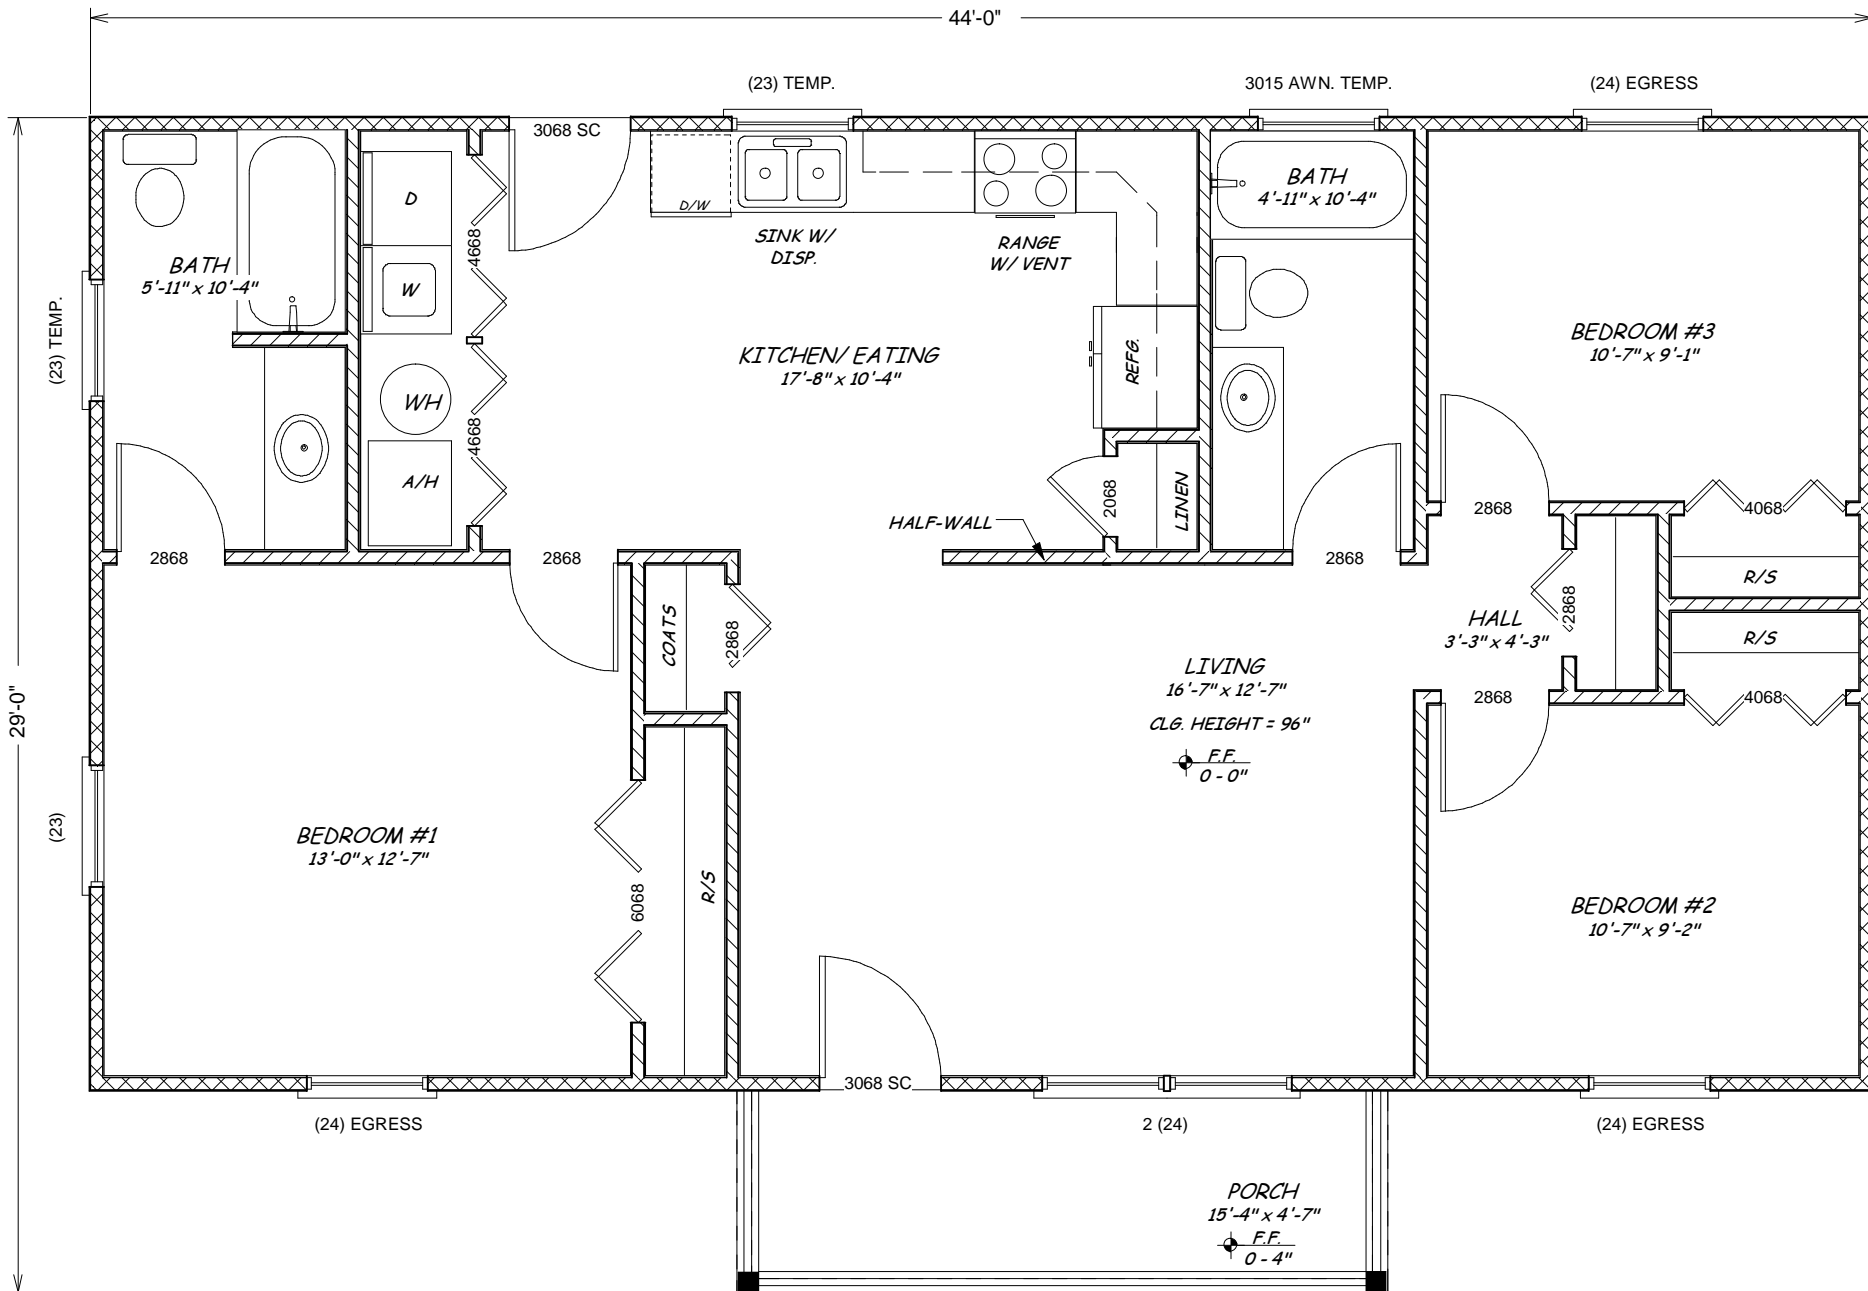 44'-0"
(23) TEMP.
3015 AWN. TEMP.
(24) EGRESS
3068 SC
D
4668
D/W
SINK W/
DISP.
RANGE
W/ VENT
BATH
4'-11" x 10'-4"
BATH
5'-11" x 10'-4"
W
(23) TEMP.
KITCHEN/ EATING
17'-8" x 10'-4"
REFG.
BEDROOM #3
10'-7" x 9'-1"
WH
4668
A/H
2068
LINEN
HALF-WALL
2868
4068
2868
2868
2868
R/S
COATS
2868
HALL
3'-3" x 4'-3"
2868
R/S
LIVING
16'-7" x 12'-7"
CLG. HEIGHT = 96"
F.F.
0 - 0"
2868
4068
29'-0"
(23)
BEDROOM #1
13'-0" x 12'-7"
6068
R/S
BEDROOM #2
10'-7" x 9'-2"
3068 SC
(24) EGRESS
2 (24)
(24) EGRESS
PORCH
15'-4" x 4'-7"
F.F.
0 - 4"